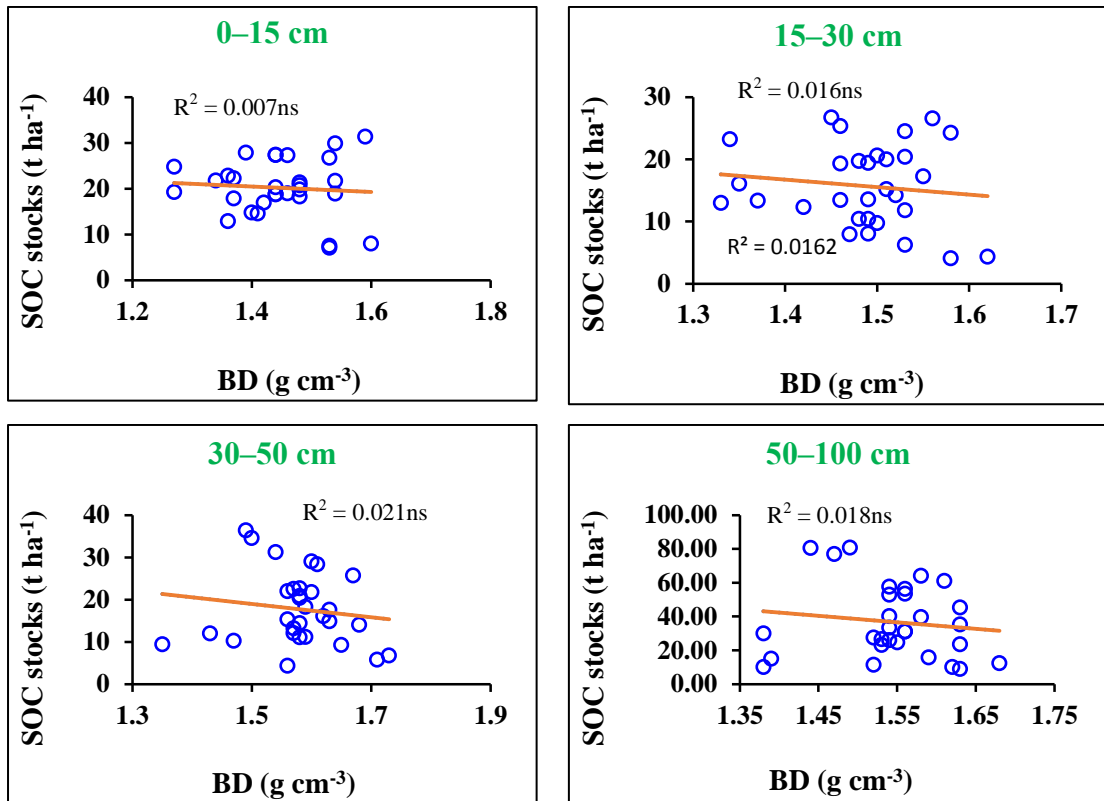 0–15 cm
SOC stocks (t ha-1)
R2 = 0.007ns
40
30
20
10
0
1.2 1.4 1.6 1.8
BD (g cm-3)
15–30 cm
SOC stocks (t ha-1)
R2 = 0.016ns
30
20
10
R² = 0.0162
0
1.3 1.4 1.5 1.6 1.7
BD (g cm-3)
30–50 cm
SOC stocks (t ha-1)
R2 = 0.021ns
40
30
20
10
0
1.3 1.5 1.7 1.9
BD (g cm-3)
50–100 cm
SOC stocks (t ha-1)
R2 = 0.018ns
100.00
80.00
60.00
40.00
20.00
0.00
1.35 1.45 1.55 1.65 1.75
BD (g cm-3)